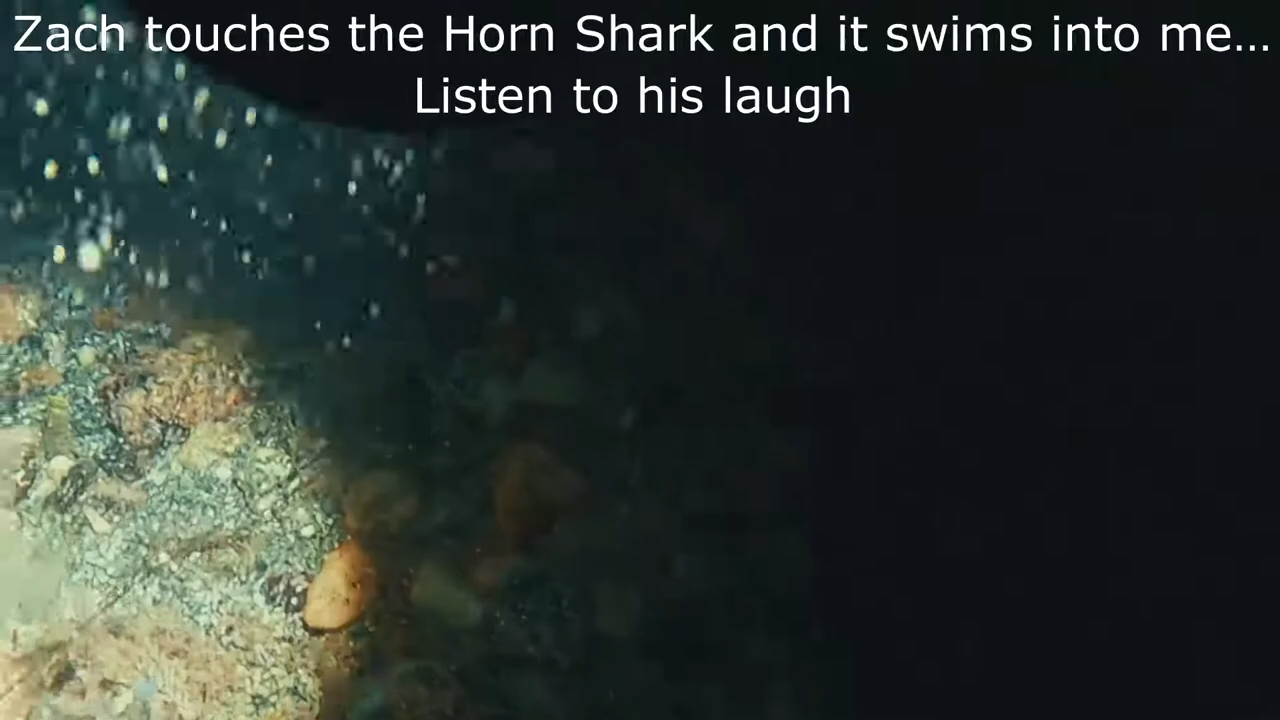 Zach touches the Horn Shark and it swims into me…
Listen to his laugh